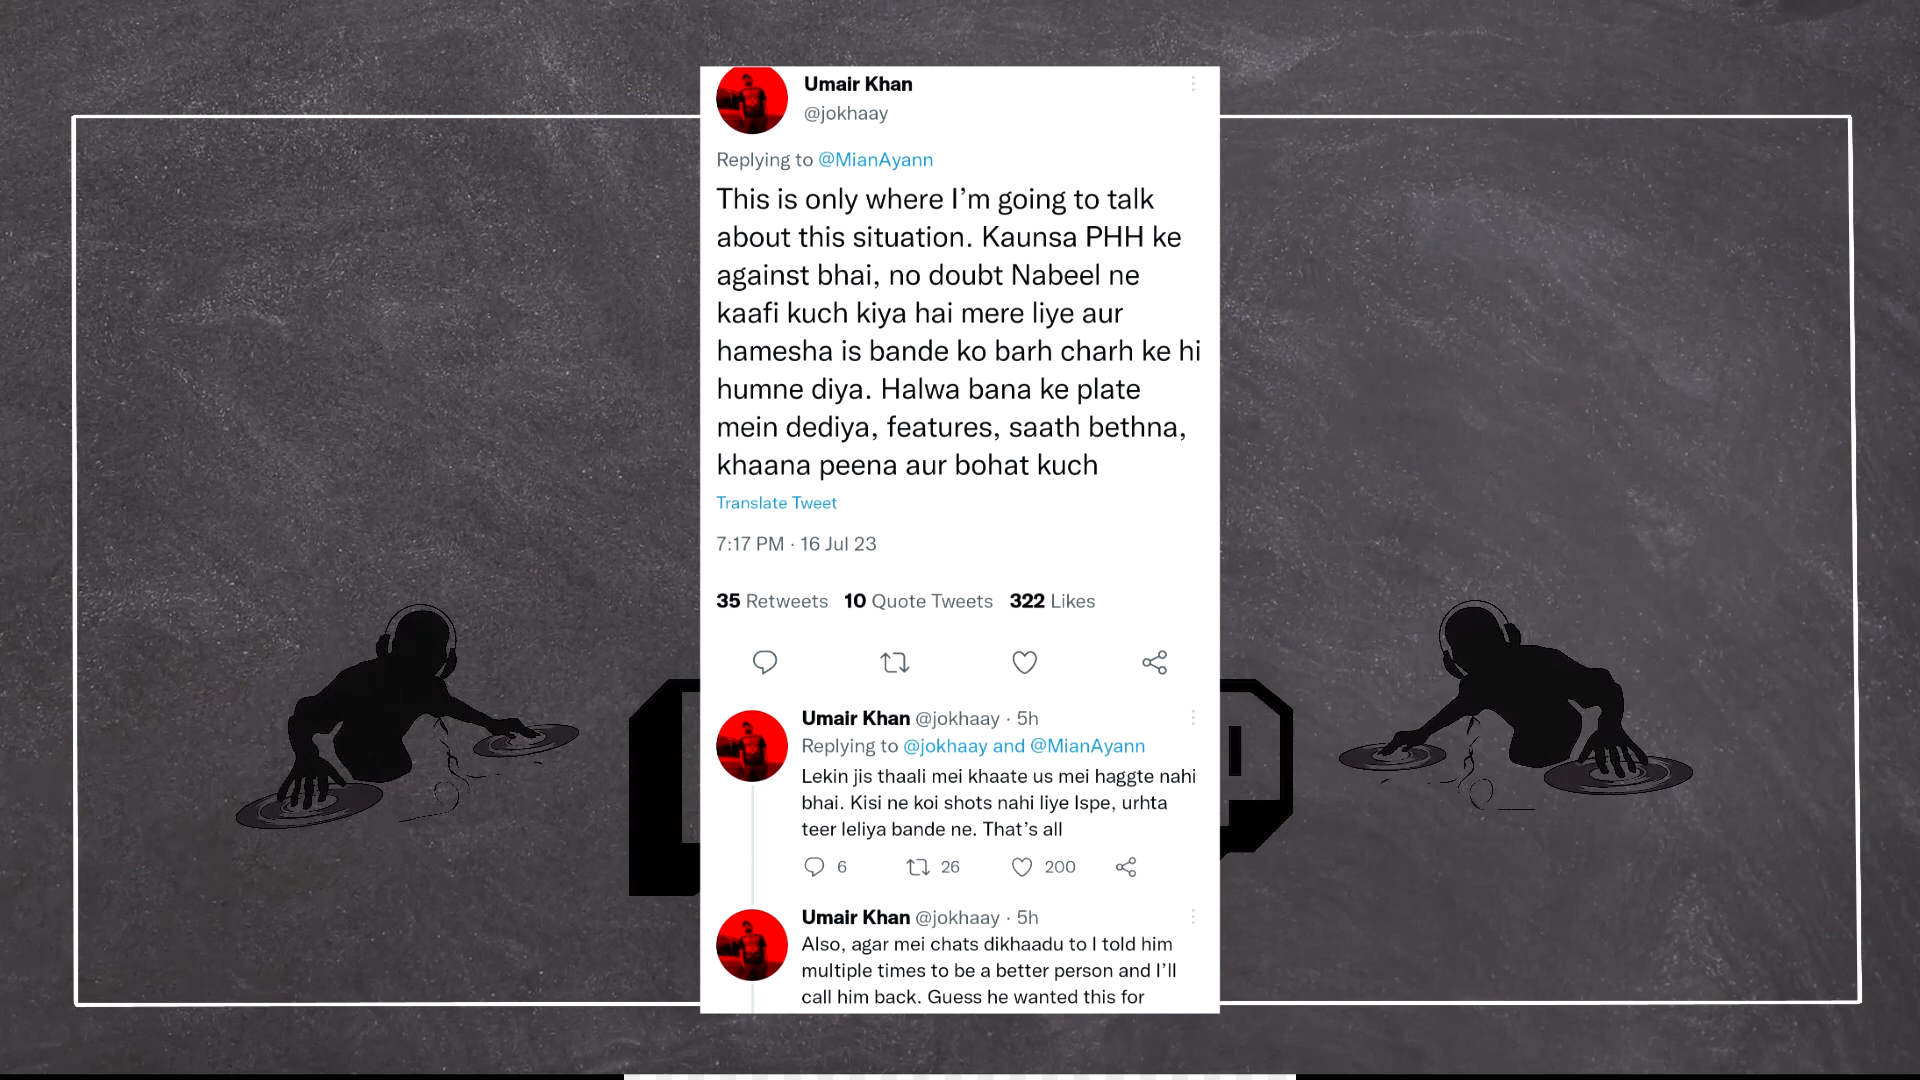 Umair Khan
@jokhaay
Replying to @MianAyann
This is only where I’m going to talk
about this situation. Kaunsa PHH ke
against bhai, no doubt Nabeel ne
kaafi kuch kiya hai mere liye aur
hamesha is bande ko barh charh ke hi
humne diya. Halwa bana ke plate
mein dediya, features, saath bethna,
khaana peena aur bohat kuch
Translate Tweet
7:17 PM · 16 Jul 23
35 Retweets 10 Quote Tweets 322 Likes
Umair Khan @jokhaay · 5h
Replying to @jokhaay and @MianAyann
Lekin jis thaali mei khaate us mei haggte nahi
bhai. Kisi ne koi shots nahi liye Ispe, urhta
teer leliya bande ne. That’s all
6 26 200
Umair Khan @jokhaay · 5h
Also, agar mei chats dikhaadu to I told him
multiple times to be a better person and I’ll
call him back. Guess he wanted this for